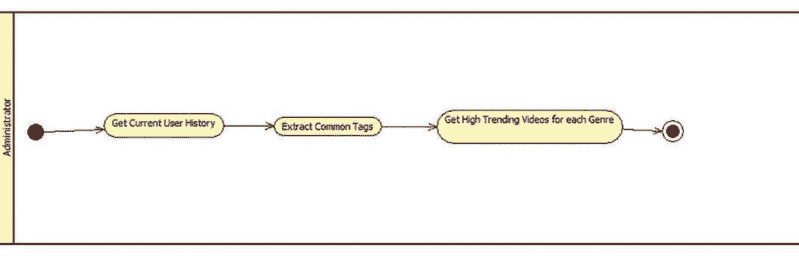 Administrator
Get Current User History
Extract Common Tags
Get High Trending Videos for each Genre